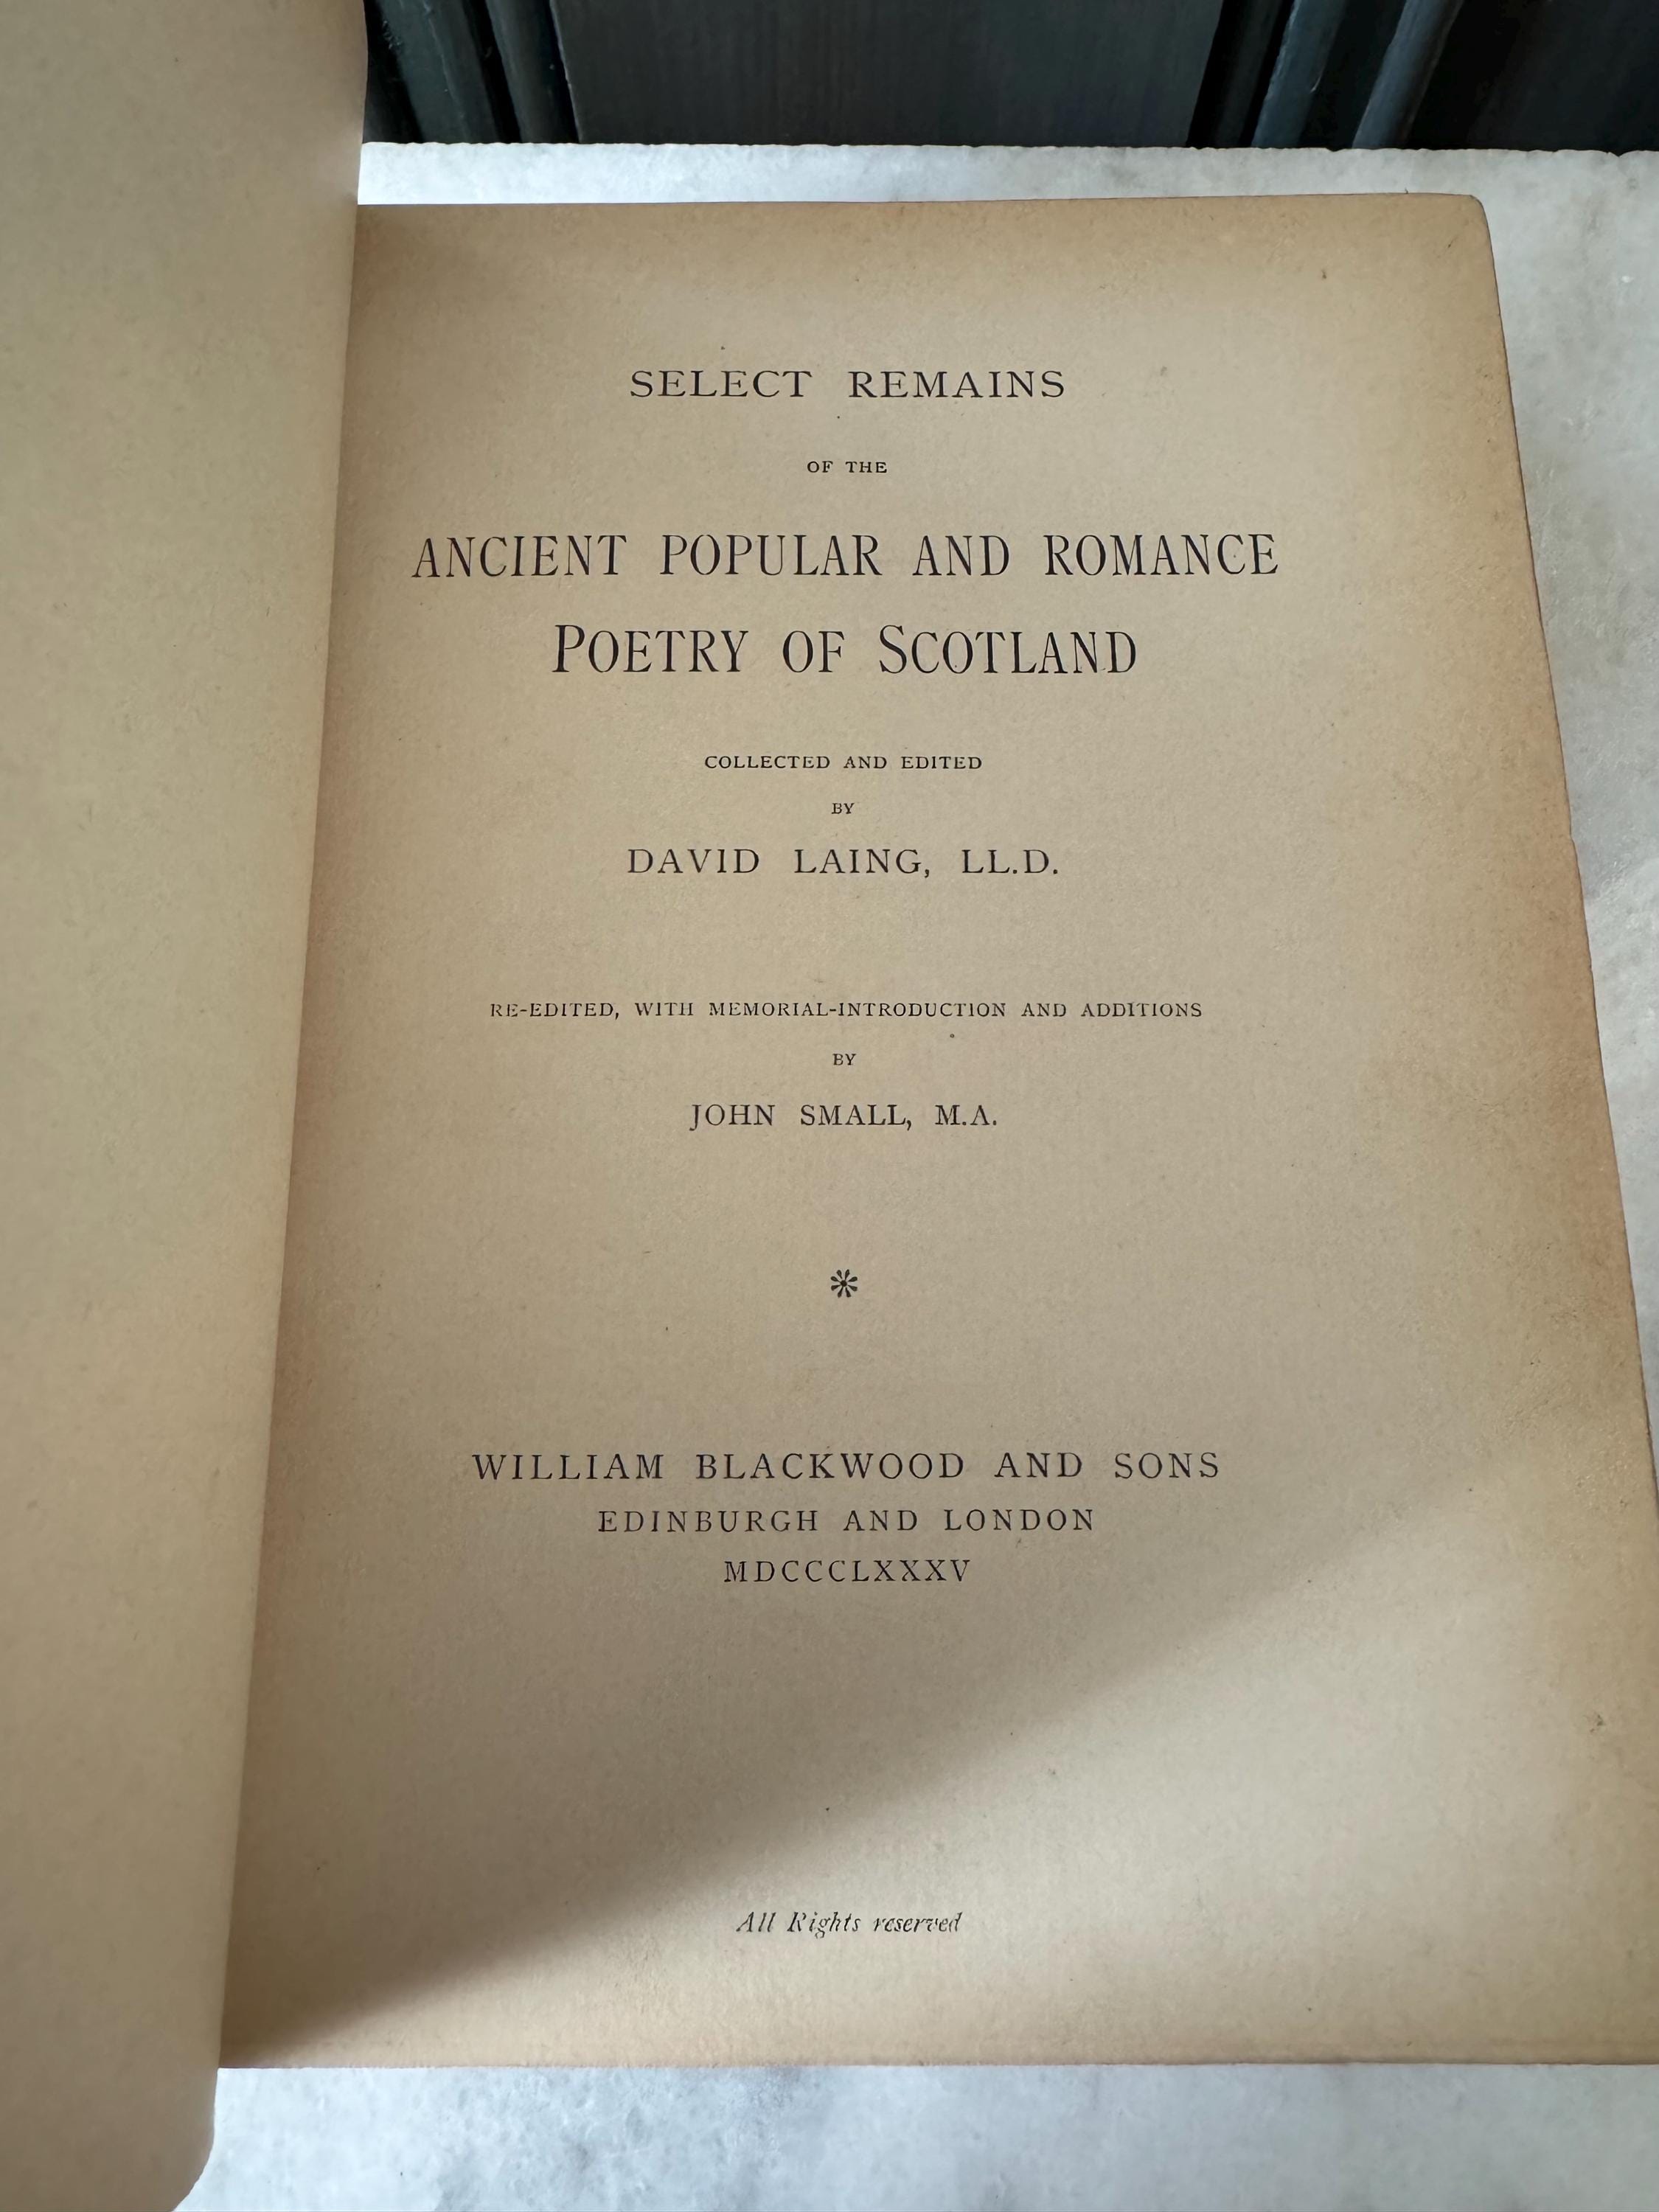 SELECT REMAINS
OF THE
ANCIENT POPULAR AND ROMANCE
POETRY OF SCOTLAND
COLLECTED AND EDITED
BY
DAVID LAING, LL.D.
RE-EDITED, WITH MEMORIAL-INTRODUCTION AND ADDITIONS
BY
JOHN SMALL, M.A.
WILLIAM BLACKWOOD AND SONS
EDINBURGH AND LONDON
MDCCCLXXXV
All Rights reserved